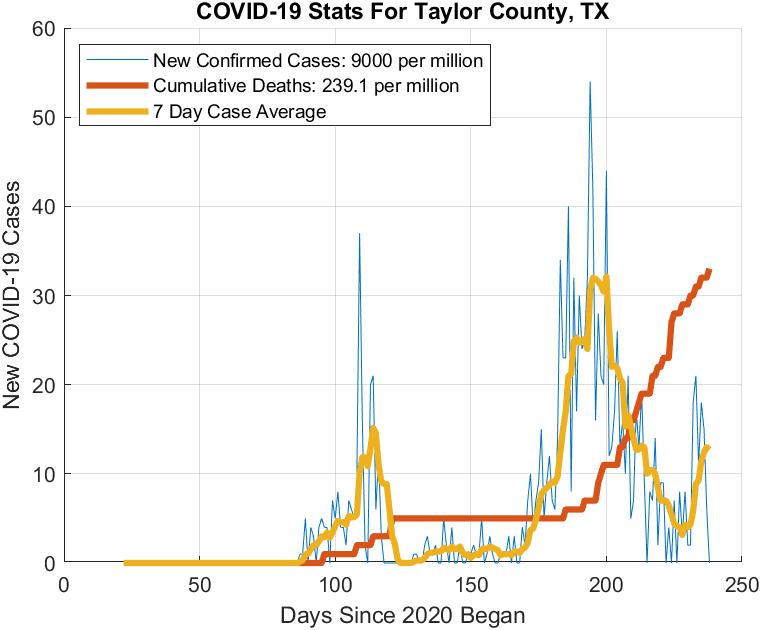 COVID-19 Stats For Taylor County, TX
60
New Confirmed Cases: 9000 per million
Cumulative Deaths: 239.1 per million
7 Day Case Average
50
40
30
20
10
0
New COVID-19 Cases
0 50 100 150 200 250
Days Since 2020 Began